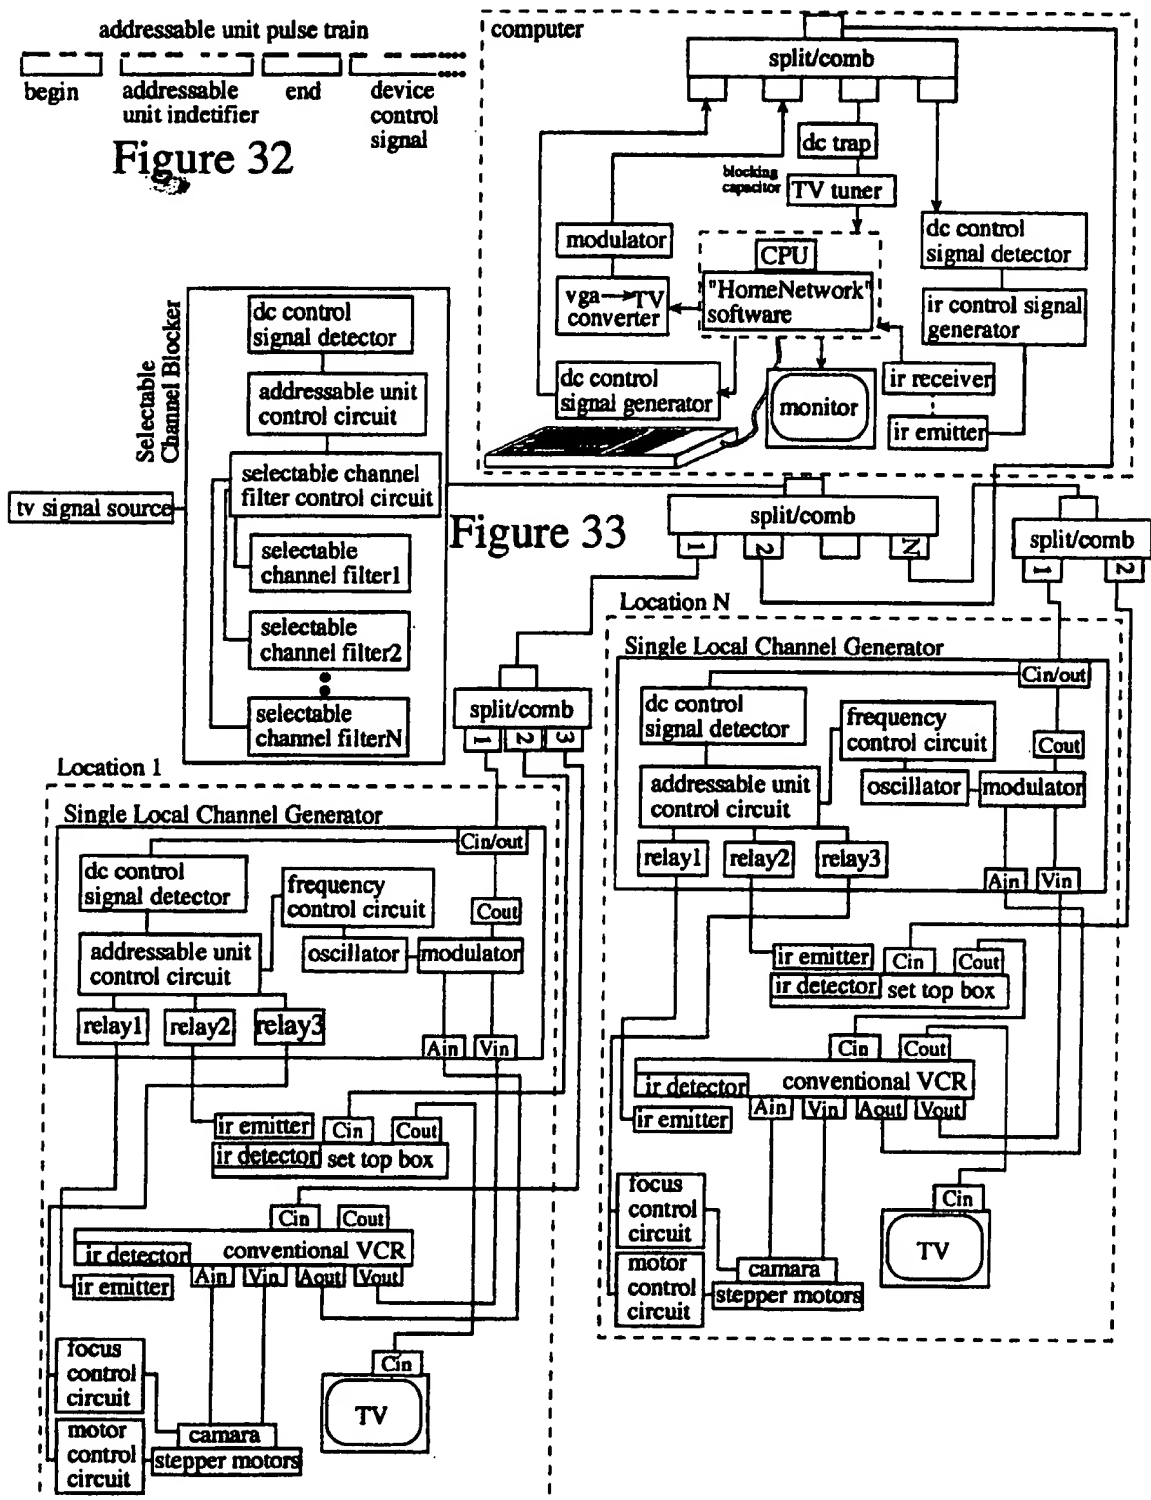 addressable unit pulse train
begin
addressable
unit indetifier
end
device
control
signal
Figure 32
computer
split/comb
dc trap
blocking
capacitor
TV tuner
modulator
CPU
"HomeNetwork"
software
vga→TV
converter
dc control
signal detector
ir control signal
generator
dc control
signal generator
monitor
ir receiver
ir emitter
Selectable
Channel Blocker
dc control
signal detector
addressable unit
control circuit
selectable channel
filter control circuit
selectable
channel filter1
selectable
channel filter2
selectable
channel filterN
tv signal source
Figure 33
split/comb
1
2
N
split/comb
1
2
split/comb
1
2
3
Location 1
Single Local Channel Generator
Cin/out
dc control
signal detector
frequency
control circuit
Cout
addressable unit
control circuit
oscillator
modulator
relay1
relay2
relay3
Ain
Vin
ir emitter
Cin
Cout
ir detector
set top box
Cin
Cout
ir detector
conventional VCR
ir emitter
Ain
Vin
Aout
Vout
focus
control
circuit
motor
control
circuit
camara
stepper motors
Cin
TV
Location N
Single Local Channel Generator
Cin/out
dc control
signal detector
frequency
control circuit
Cout
addressable unit
control circuit
oscillator
modulator
relay1
relay2
relay3
Ain
Vin
ir emitter
Cin
Cout
ir detector
set top box
Cin
Cout
ir detector
conventional VCR
ir emitter
Ain
Vin
Aout
Vout
focus
control
circuit
motor
control
circuit
camara
stepper motors
Cin
TV